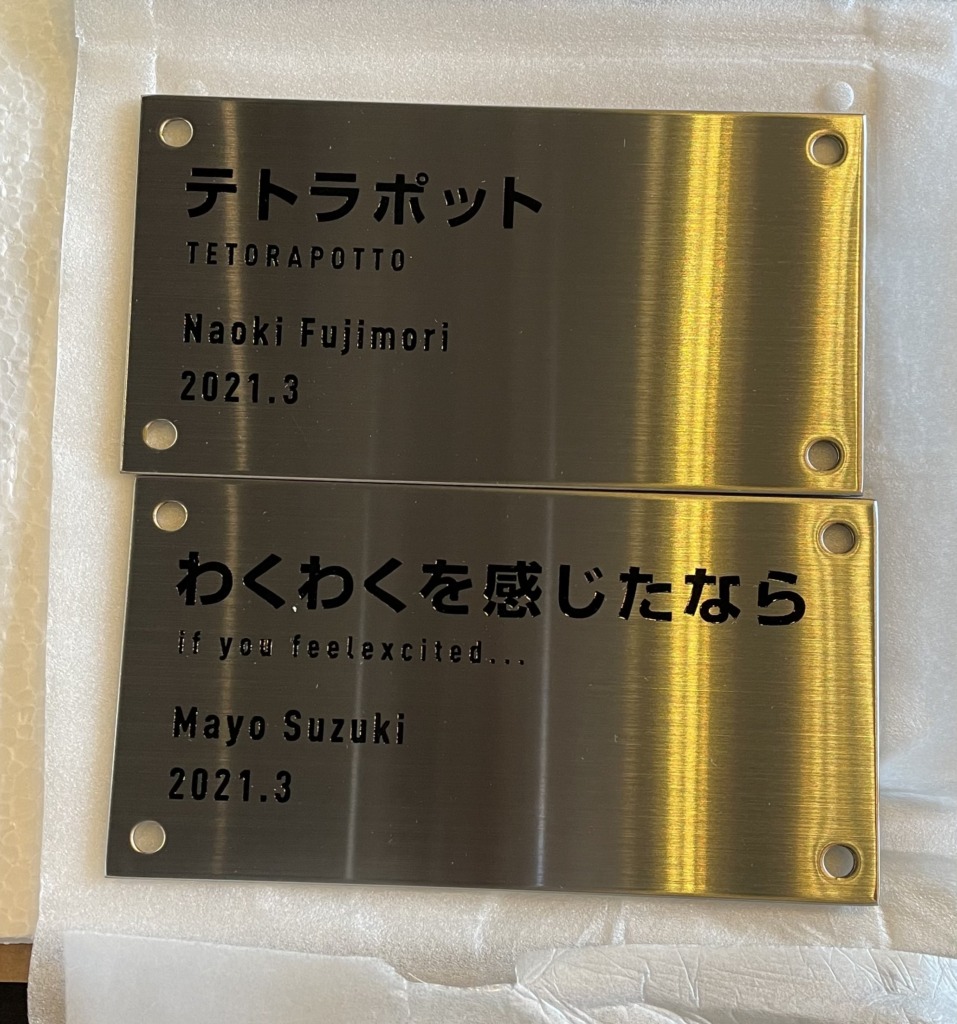 テトラポット
TETORAPOTTO
Naoki Fujimori
2021.3
わくわくを感じたなら
if you feelexcited...
Mayo Suzuki
2021.3